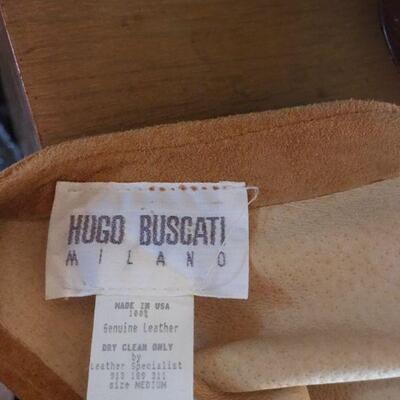 HUGO BUSCATI
MILANO
MADE IN USA
100%
Genuine Leather
DRY CLEAN ONLY
by
Leather Specialist
size MEDIUM